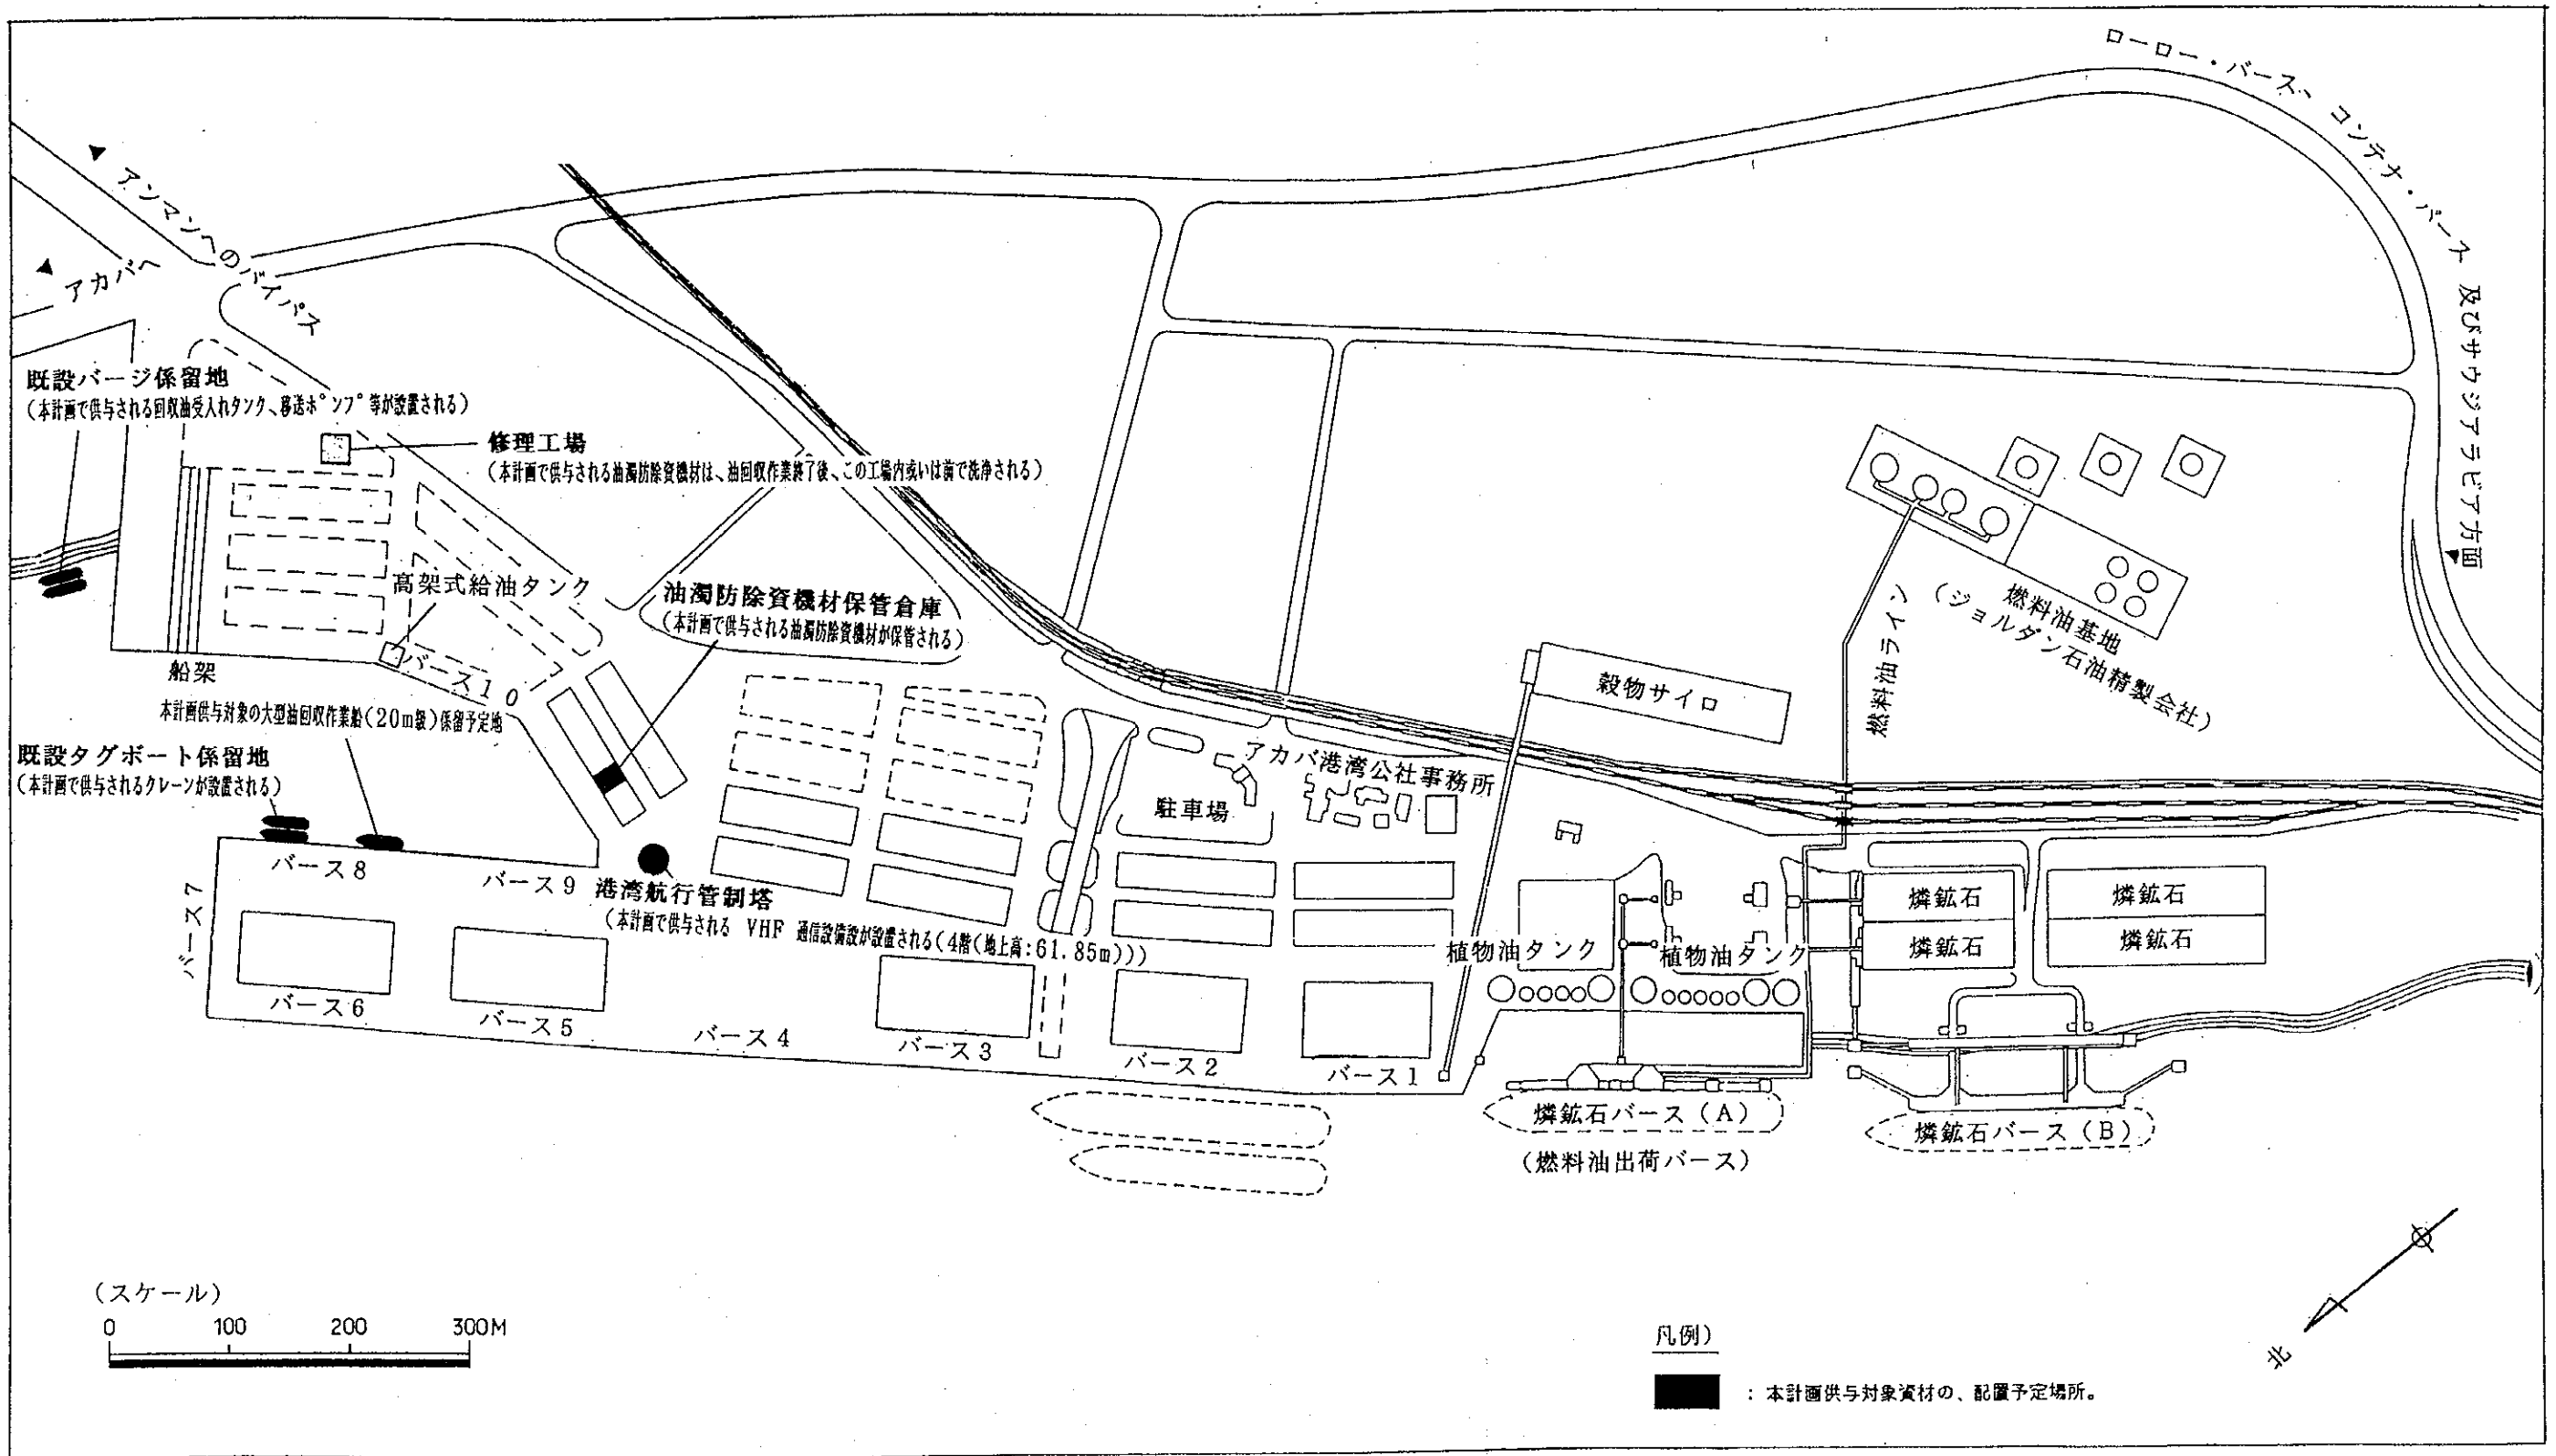 ローロー・バース、コンテナ・バース 及びサウジアラビア方面
アンマンへのバイパス
アカバへ
既設バージ係留地
(本計画で供与される回収油受入れタンク、移送ポンプ等が設置される)
修理工場
(本計画で供与される油濁防除資機材は、油回収作業終了後、この工場内或いは前で洗浄される)
高架式給油タンク
油濁防除資機材保管倉庫
(本計画で供与される油濁防除資機材が保管される)
船架
バース10
本計画供与対象の大型油回収作業船(20m級)係留予定地
既設タグボート係留地
(本計画で供与されるクレーンが設置される)
燃料油ライン
燃料油基地
(ジョルダン石油精製会社)
穀物サイロ
アカバ港湾公社事務所
駐車場
バース8
バース9
バース7
港湾航行管制塔
(本計画で供与される VHF 通信設備設が設置される(4階(地上高:61.85m)))
燐鉱石
燐鉱石
燐鉱石
燐鉱石
植物油タンク
植物油タンク
バース6
バース5
バース4
バース3
バース2
バース1
燐鉱石バース(A)
(燃料油出荷バース)
燐鉱石バース(B)
(スケール)
0 100 200 300M
凡例)
: 本計画供与対象資材の、配置予定場所。
北